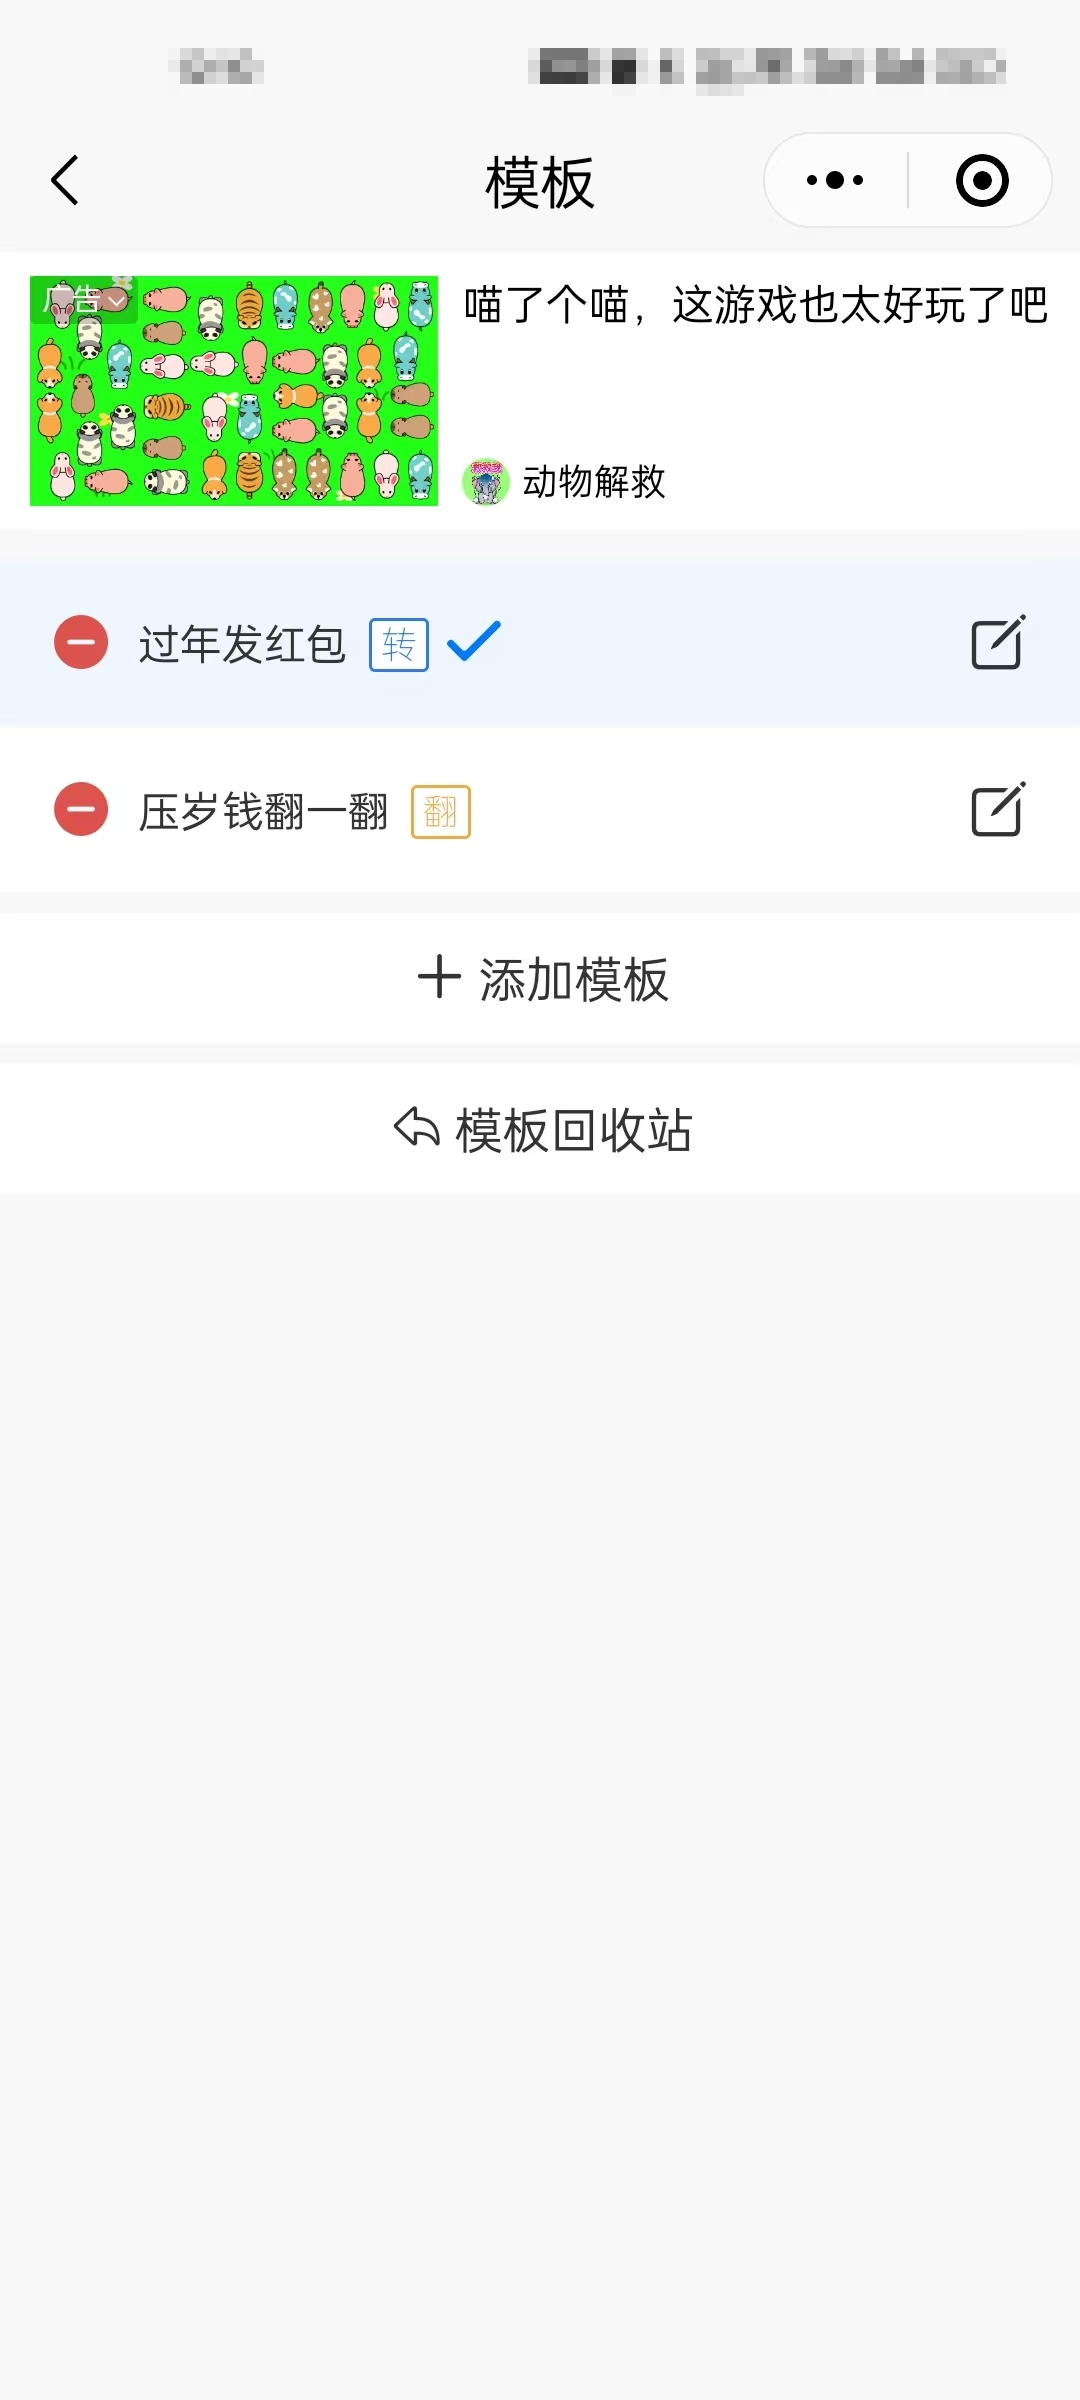 模板
广告
喵了个喵，这游戏也太好玩了吧
动物解救
过年发红包 转
压岁钱翻一翻 翻
添加模板
模板回收站